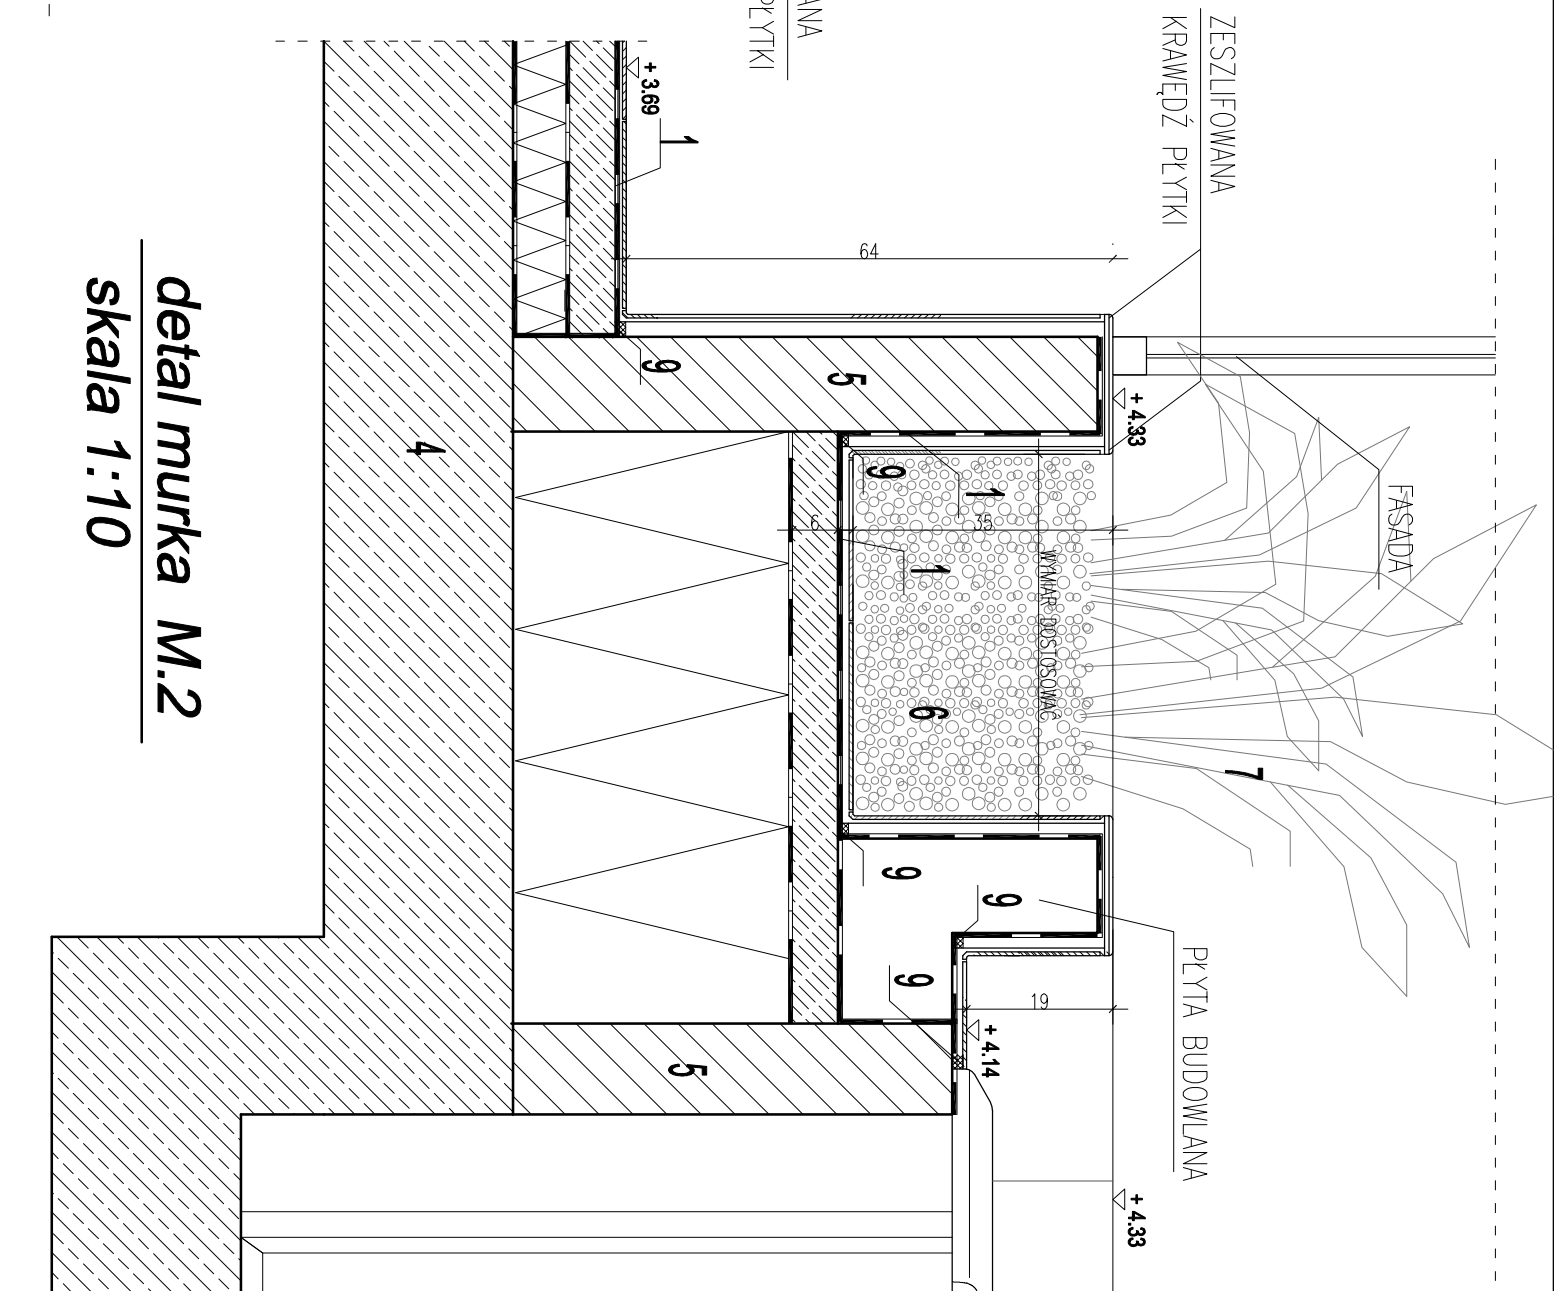 ANA
PŁYTKI
ZESZLIFOWANA
KRAWĘDŹ PŁYTKI
+ 3.69
1
64
9
5
+ 4.33
FASADA
4
9
1
6
35
1
WYMIAR DOSTOSOWAĆ
6
7
9
9
9
19
+ 4.14
5
PŁYTA BUDOWLANA
+ 4.33
detal murka M.2
skala 1:10